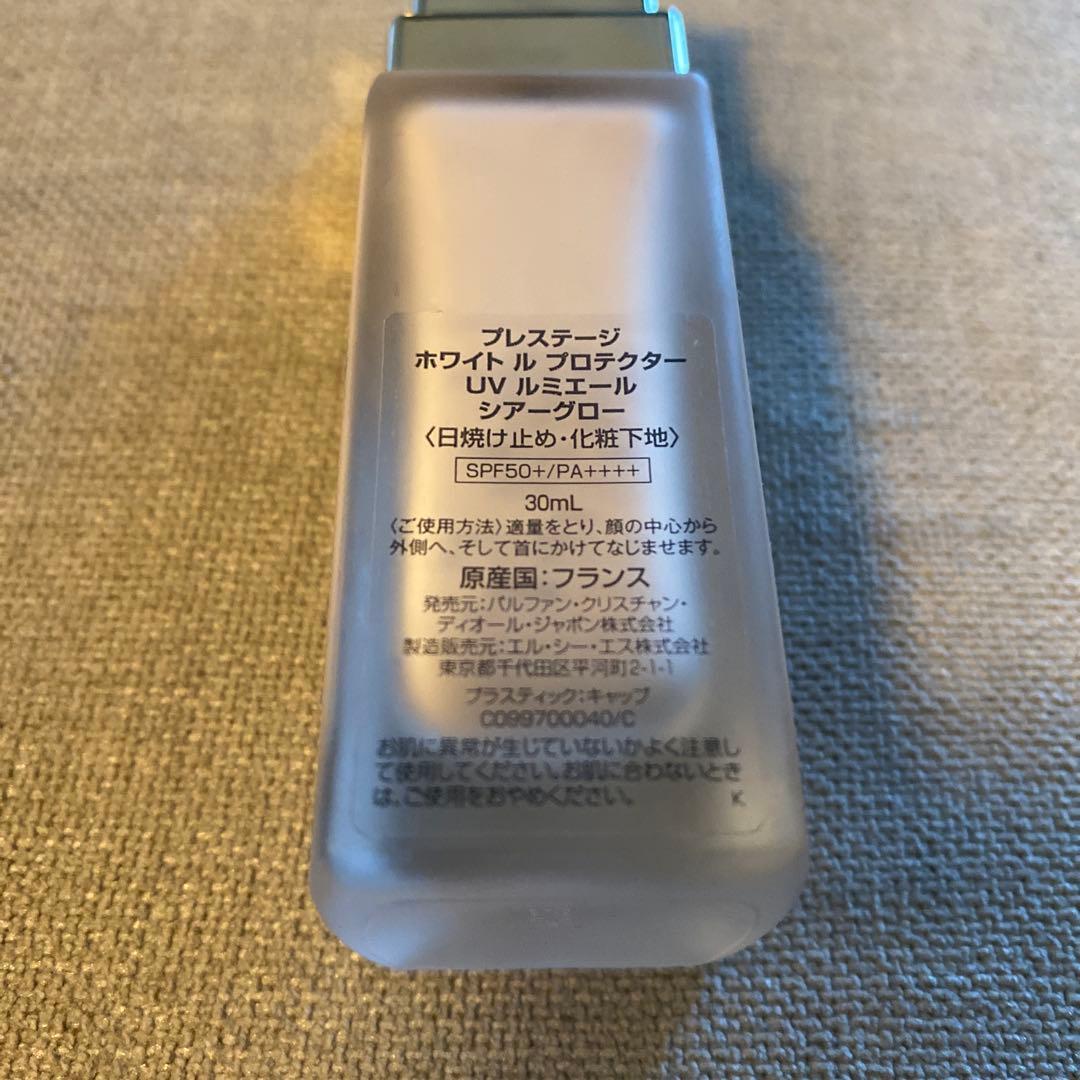 プレステージ
ホワイト ル プロテクター
UV ルミエール
シアーグロー
〈日焼け止め・化粧下地〉
SPF50+/PA++++
30mL
〈ご使用方法〉適量をとり、顔の中心から
外側へ、そして首にかけてなじませます。
原産国：フランス
発売元：パルファン・クリスチャン・
ディオール・ジャポン株式会社
製造販売元：エル・シー・エス株式会社
東京都千代田区平河町2-1-1
プラスティック：キャップ
C099700040/C
お肌に異常が生じていないかよく注意し
て使用してください。お肌に合わないとき
は、ご使用をおやめください。 K